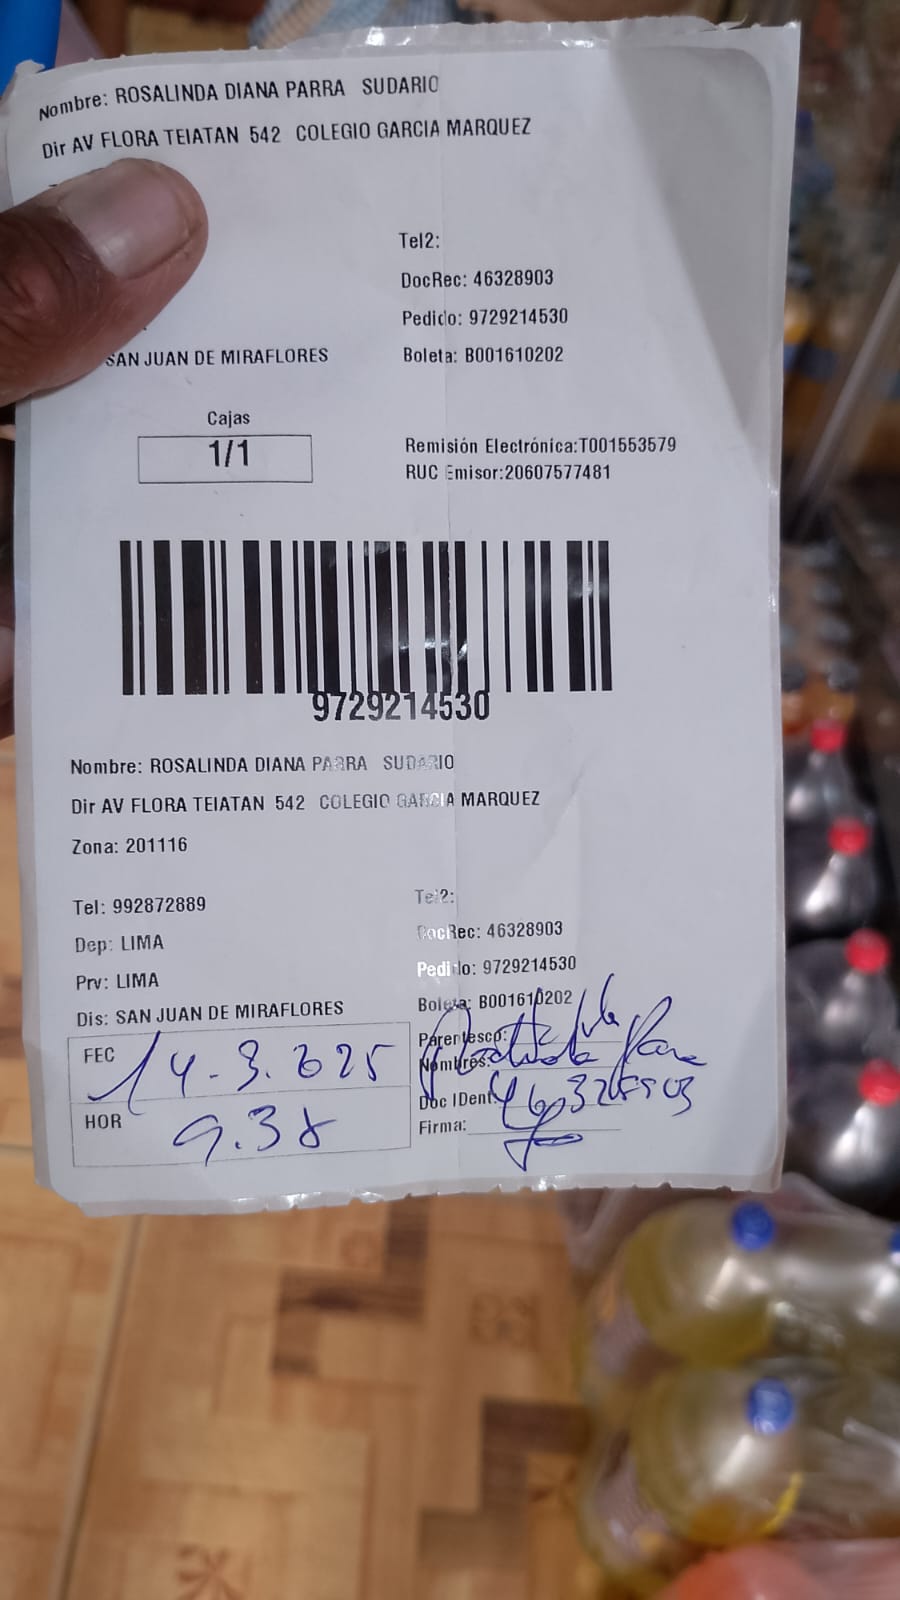 Nombre: ROSALINDA DIANA PARRA SUDARIO
Dir AV FLORA TEIATAN 542 COLEGIO GARCIA MARQUEZ
Tel2:
DocRec: 46328903
Pedido: 9729214530
SAN JUAN DE MIRAFLORES
Boleta: B001610202
Cajas
1/1
Remisión Electrónica:T001553579
RUC Emisor:20607577481
9729214530
Nombre: ROSALINDA DIANA PARRA SUDARIO
Dir AV FLORA TEIATAN 542 COLEGIO GARCIA MARQUEZ
Zona: 201116
Tel: 992872889
Tel2:
Dep: LIMA
DocRec: 46328903
Prv: LIMA
Pedido: 9729214530
Dis: SAN JUAN DE MIRAFLORES
Boleta: B001610202
Parentesco:
FEC 14-3-2025
Nombres:
Doc IDent: 46328903
HOR 9.38
Firma: